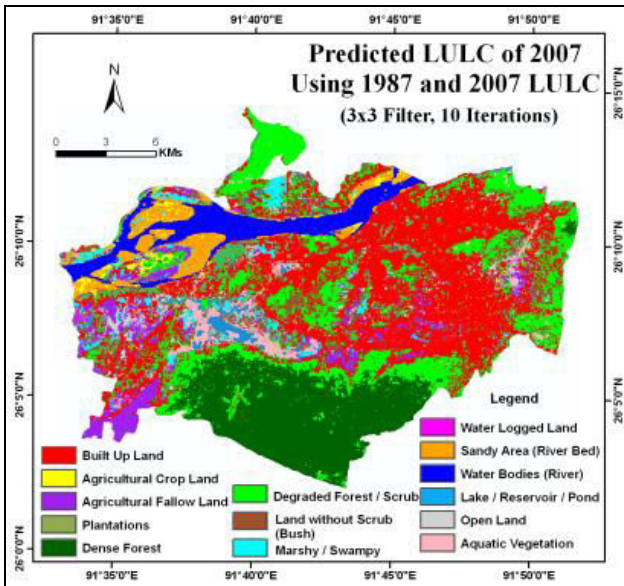 91°35'0"E 91°40'0"E 91°45'0"E 91°50'0"E
Predicted LULC of 2007
Using 1987 and 2007 LULC
(3x3 Filter, 10 Iterations)
N
0 3 6
KMs
26°15'0"N
26°10'0"N 26°10'0"N
26°5'0"N 26°5'0"N
26°0'0"N 26°0'0"N
Legend
Built Up Land
Agricultural Crop Land
Agricultural Fallow Land
Plantations
Dense Forest
Degraded Forest / Scrub
Land without Scrub
(Bush)
Marshy / Swampy
Water Logged Land
Sandy Area (River Bed)
Water Bodies (River)
Lake / Reservoir / Pond
Open Land
Aquatic Vegetation
91°35'0"E 91°40'0"E 91°45'0"E 91°50'0"E